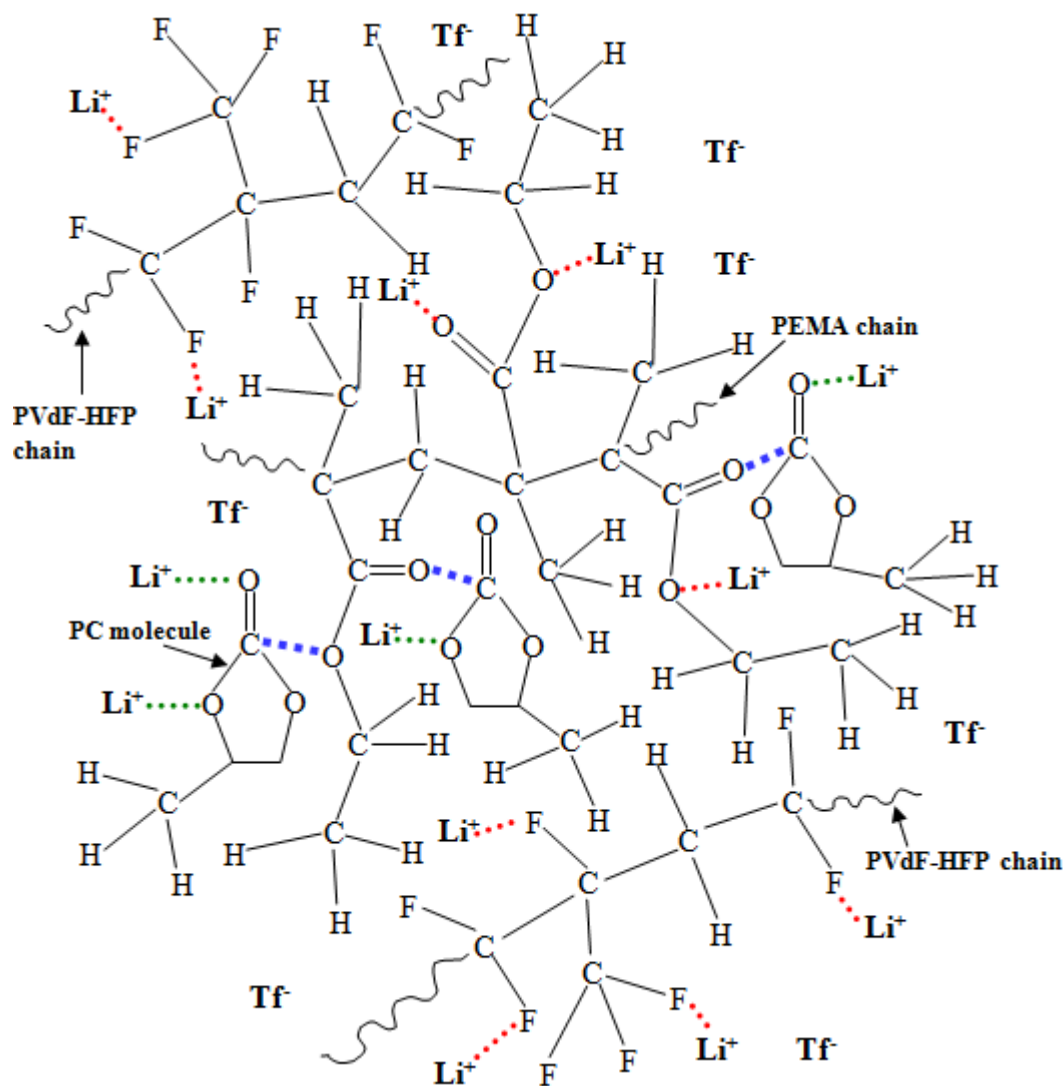 F F F Tf⁻ H H
Li⁺ H C
F C C F H Tf⁻
H C H
F C C
Li⁺ H Tf⁻
C F H Li⁺ O H
F H O PEMA chain
H C H C H O Li⁺
PVdF-HFP
chain
Li⁺ H C
C C C C O C
Tf⁻ H O C O O
Li⁺ O C O C C H H Li⁺ O C H
PC molecule
C O Li⁺ O O H H H
Li⁺ O O H H C C
C H H H H H F Tf⁻
H C C H
H C H Li⁺ F C C
H H H H C F PVdF-HFP chain
F C H Li⁺
C C
Tf⁻ F F Li⁺ Tf⁻
Li⁺ F F